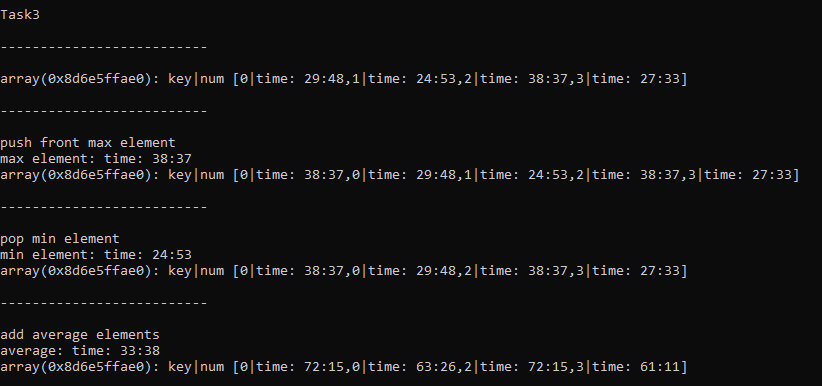 Task3
--------------------------
array(0x8d6e5ffae0): key|num [0|time: 29:48,1|time: 24:53,2|time: 38:37,3|time: 27:33]
--------------------------
push front max element
max element: time: 38:37
array(0x8d6e5ffae0): key|num [0|time: 38:37,0|time: 29:48,1|time: 24:53,2|time: 38:37,3|time: 27:33]
--------------------------
pop min element
min element: time: 24:53
array(0x8d6e5ffae0): key|num [0|time: 38:37,0|time: 29:48,2|time: 38:37,3|time: 27:33]
--------------------------
add average elements
average: time: 33:38
array(0x8d6e5ffae0): key|num [0|time: 72:15,0|time: 63:26,2|time: 72:15,3|time: 61:11]